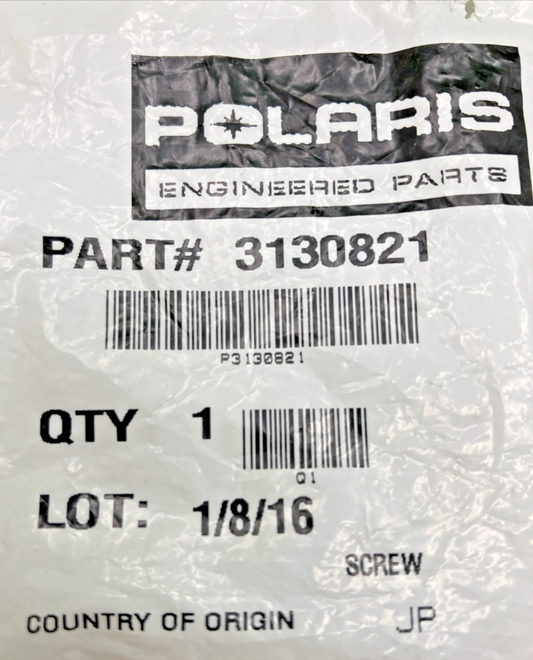 POLARIS
ENGINEERED PARTS
PART# 3130821
P3130821
QTY 1
Q1
LOT: 1/8/16
SCREW
COUNTRY OF ORIGIN JP